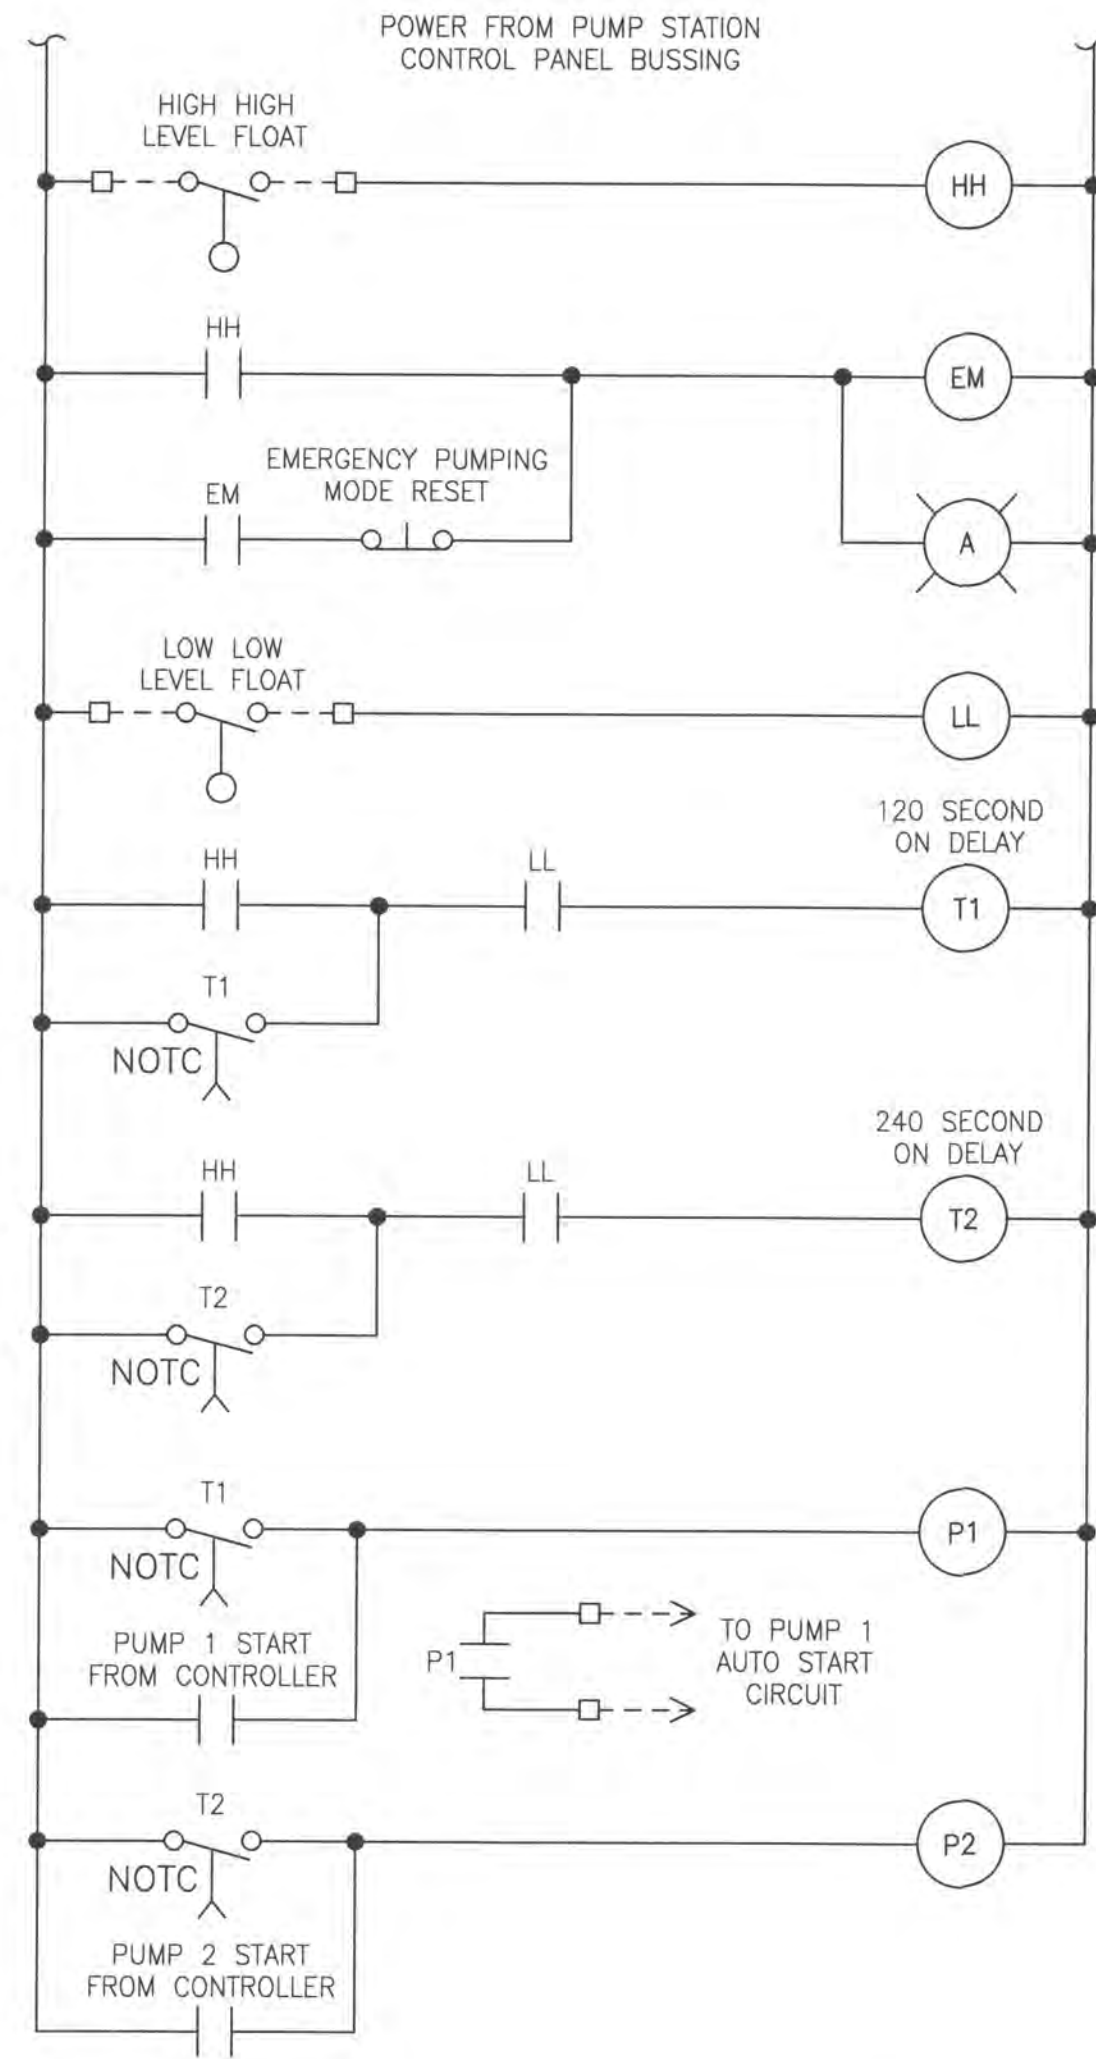 POWER FROM PUMP STATION
CONTROL PANEL BUSSING
HIGH HIGH
LEVEL FLOAT
HH
HH
EM
EMERGENCY PUMPING
MODE RESET
EM
A
LOW LOW
LEVEL FLOAT
LL
120 SECOND
ON DELAY
HH
LL
T1
T1
NOTC
240 SECOND
ON DELAY
HH
LL
T2
T2
NOTC
T1
P1
NOTC
PUMP 1 START
FROM CONTROLLER
P1
TO PUMP 1
AUTO START
CIRCUIT
T2
P2
NOTC
PUMP 2 START
FROM CONTROLLER